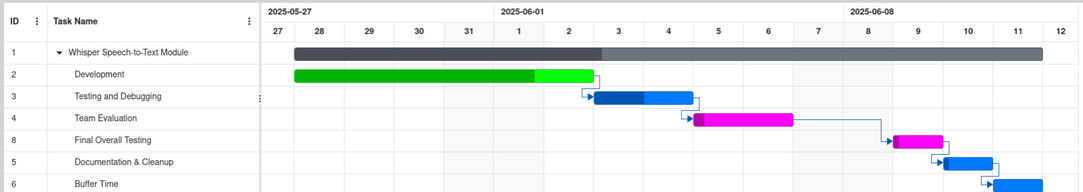 ID Task Name 2025-05-27 2025-06-01 2025-06-08
27 28 29 30 31 1 2 3 4 5 6 7 8 9 10 11 12
1 Whisper Speech-to-Text Module
2 Development
3 Testing and Debugging
4 Team Evaluation
8 Final Overall Testing
5 Documentation & Cleanup
6 Buffer Time